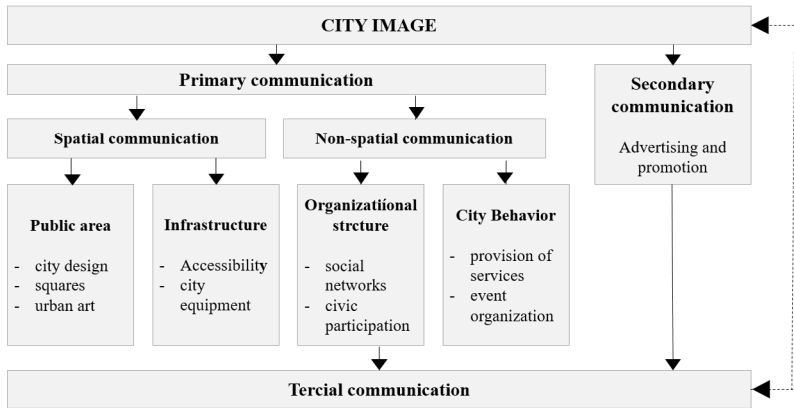 CITY IMAGE
Primary communication
Secondary
communication
Advertising and
promotion
Spatial communication
Non-spatial communication
Public area
- city design
- squares
- urban art
Infrastructure
- Accessibility
- city
equipment
Organizatiíonal
strcture
- social
networks
- civic
participation
City Behavior
- provision of
services
- event
organization
Tercial communication